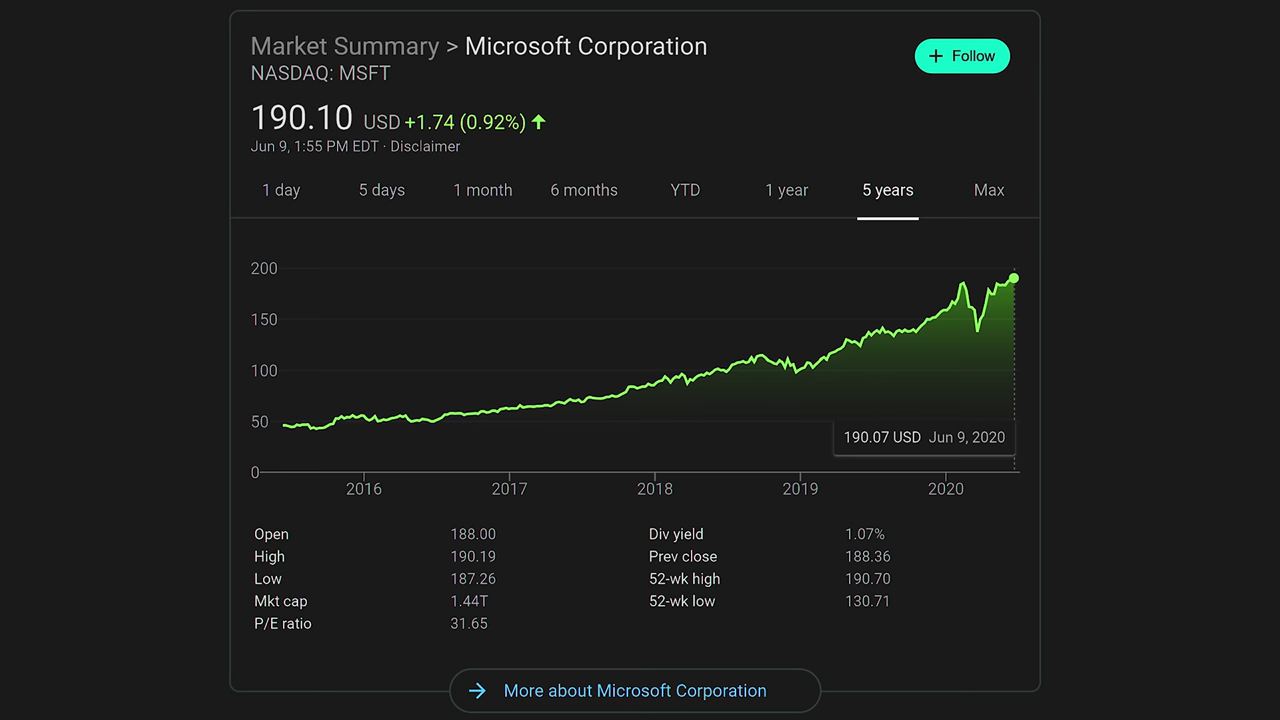 Market Summary > Microsoft Corporation
NASDAQ: MSFT
+ Follow
190.10 USD +1.74 (0.92%)
Jun 9, 1:55 PM EDT · Disclaimer
1 day 5 days 1 month 6 months YTD 1 year 5 years Max
200
150
100
50
0
190.07 USD Jun 9, 2020
2016 2017 2018 2019 2020
Open 188.00 Div yield 1.07%
High 190.19 Prev close 188.36
Low 187.26 52-wk high 190.70
Mkt cap 1.44T 52-wk low 130.71
P/E ratio 31.65
More about Microsoft Corporation